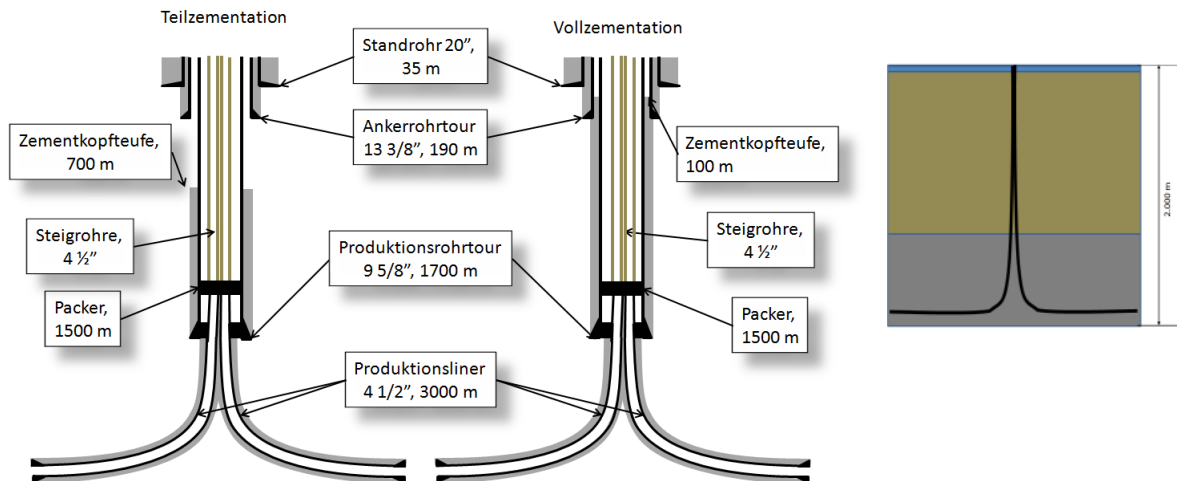 Teilzementation
Vollzementation
Standrohr 20”,
35 m
Ankerrohrtour
13 3/8”, 190 m
Zementkopfteufe,
700 m
Zementkopfteufe,
100 m
Steigrohre,
4 ½”
Produktionsrohrtour
9 5/8”, 1700 m
Steigrohre,
4 ½”
Packer,
1500 m
Packer,
1500 m
Produktionsliner
4 1/2”, 3000 m
2.000 m